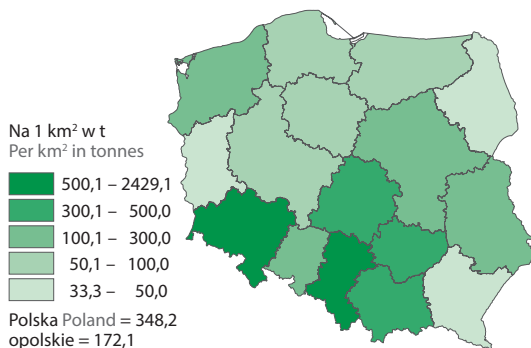 Na 1 km² w t
Per km² in tonnes
500,1 – 2429,1
300,1 – 500,0
100,1 – 300,0
50,1 – 100,0
33,3 – 50,0
Polska Poland = 348,2
opolskie = 172,1